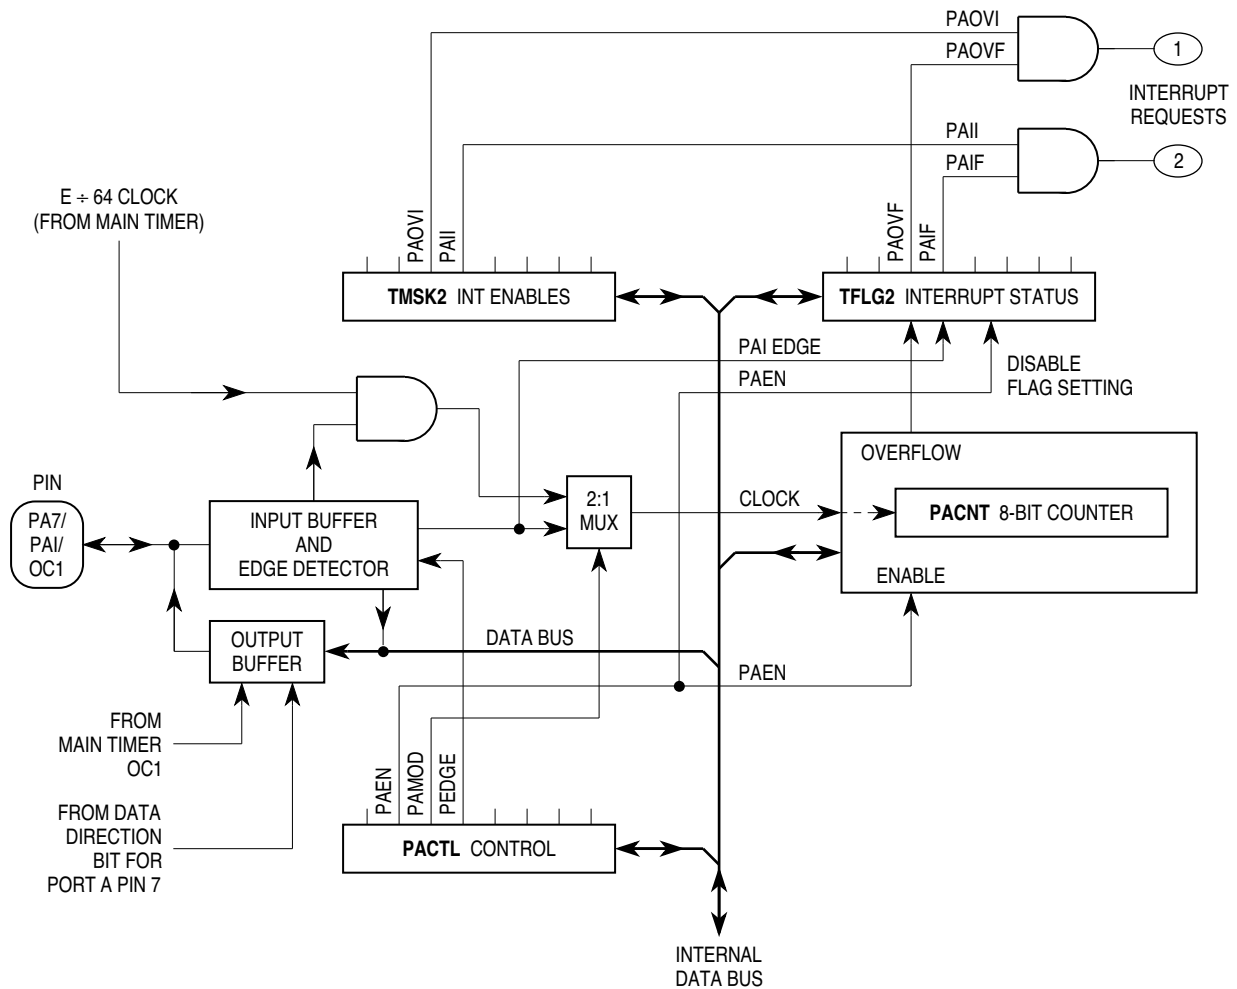 PAOVI
1
PAOVF
INTERRUPT
REQUESTS
PAII
2
PAIF
E ÷ 64 CLOCK
(FROM MAIN TIMER)
PAOVI
PAII
PAOVF
PAIF
TMSK2 INT ENABLES
TFLG2 INTERRUPT STATUS
PAI EDGE
DISABLE
FLAG SETTING
PAEN
OVERFLOW
PIN
PA7/
PAI/
OC1
INPUT BUFFER
AND
EDGE DETECTOR
2:1
MUX
CLOCK
PACNT 8-BIT COUNTER
ENABLE
OUTPUT
BUFFER
DATA BUS
PAEN
FROM
MAIN TIMER
OC1
PAEN
PAMOD
PEDGE
FROM DATA
DIRECTION
BIT FOR
PORT A PIN 7
PACTL CONTROL
INTERNAL
DATA BUS